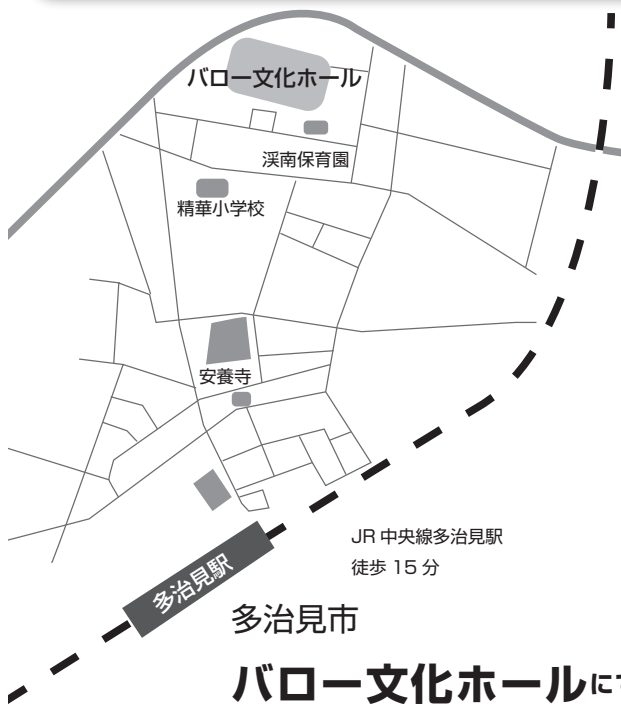 バロー文化ホール
渓南保育園
精華小学校
安養寺
多治見駅
JR 中央線多治見駅
徒歩 15 分
多治見市
バロー文化ホールに